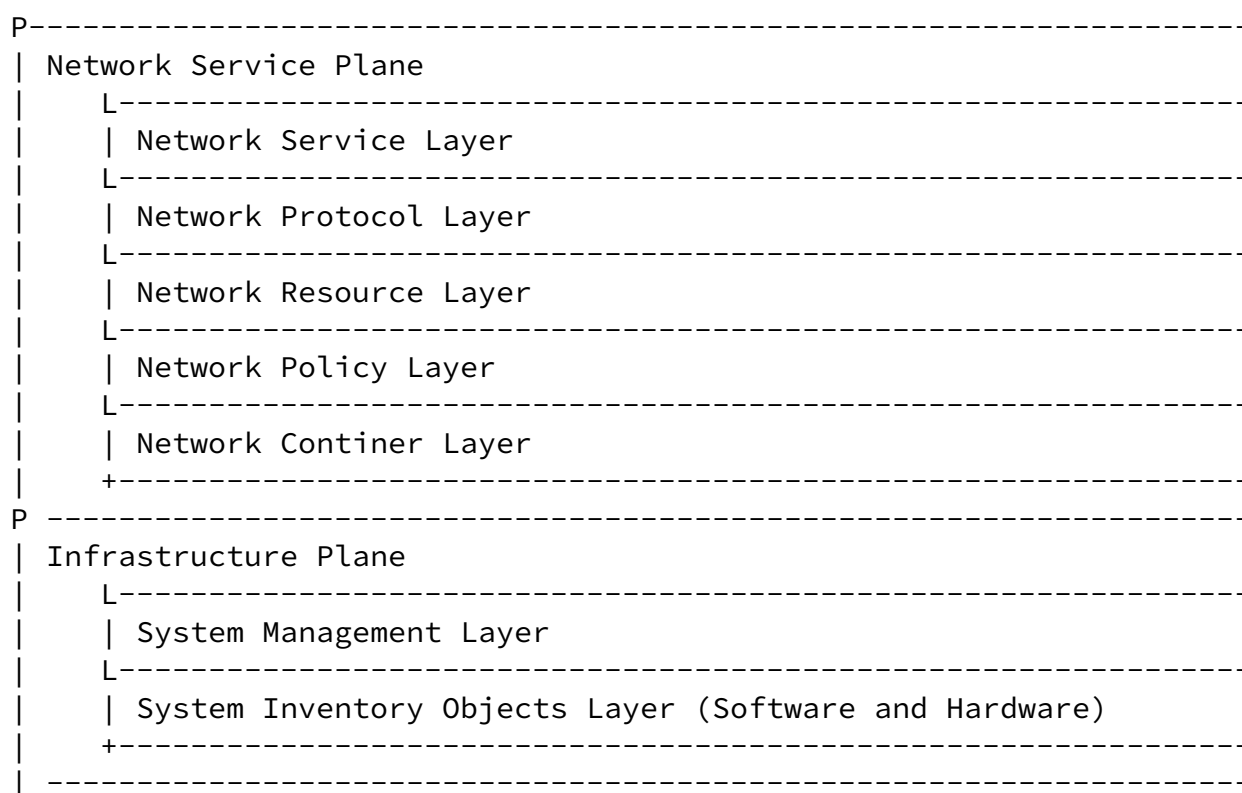 P--------------------------------------------------------------------
| Network Service Plane
|    L---------------------------------------------------------------
|    | Network Service Layer
|    L---------------------------------------------------------------
|    | Network Protocol Layer
|    L---------------------------------------------------------------
|    | Network Resource Layer
|    L---------------------------------------------------------------
|    | Network Policy Layer
|    L---------------------------------------------------------------
|    | Network Continer Layer
|    +---------------------------------------------------------------
P -------------------------------------------------------------------
| Infrastructure Plane
|    L---------------------------------------------------------------
|    | System Management Layer
|    L---------------------------------------------------------------
|    | System Inventory Objects Layer (Software and Hardware)
|    +---------------------------------------------------------------
| -------------------------------------------------------------------